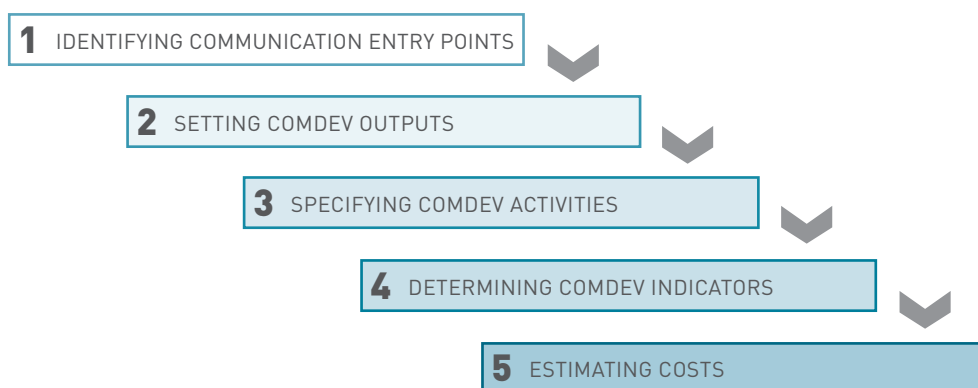 1 IDENTIFYING COMMUNICATION ENTRY POINTS
2 SETTING COMDEV OUTPUTS
3 SPECIFYING COMDEV ACTIVITIES
4 DETERMINING COMDEV INDICATORS
5 ESTIMATING COSTS